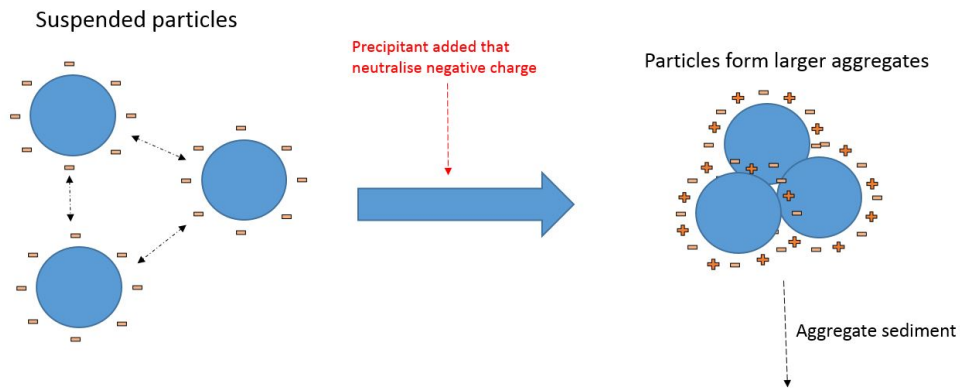 Suspended particles
Precipitant added that
neutralise negative charge
Particles form larger aggregates
Aggregate sediment